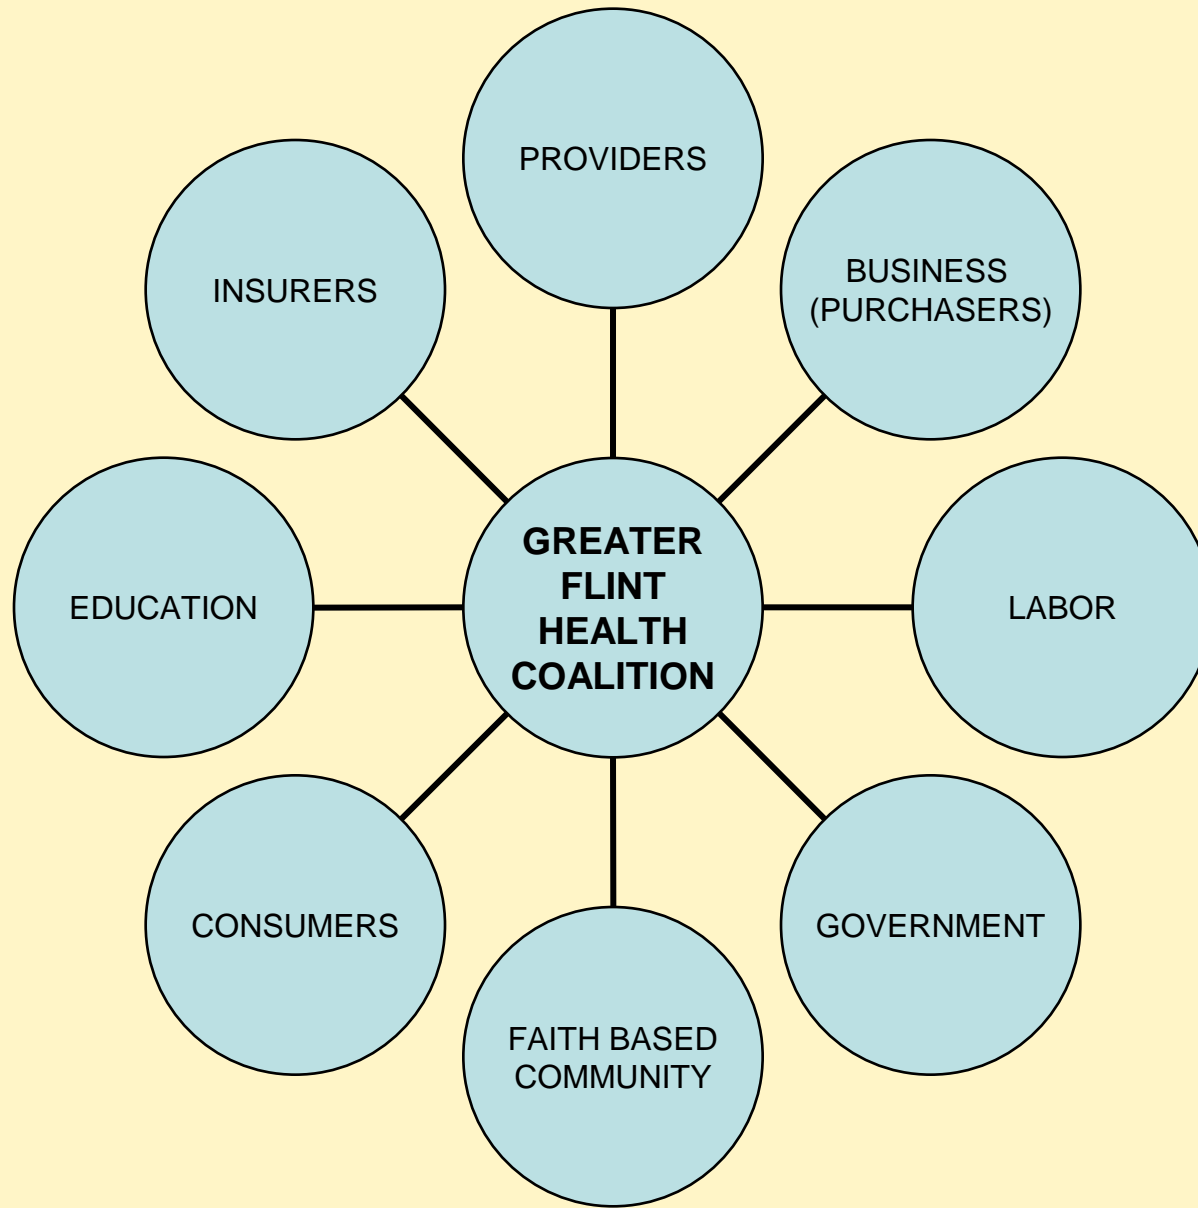 PROVIDERS
INSURERS
BUSINESS
(PURCHASERS)
EDUCATION
GREATER
FLINT
HEALTH
COALITION
LABOR
CONSUMERS
GOVERNMENT
FAITH BASED
COMMUNITY